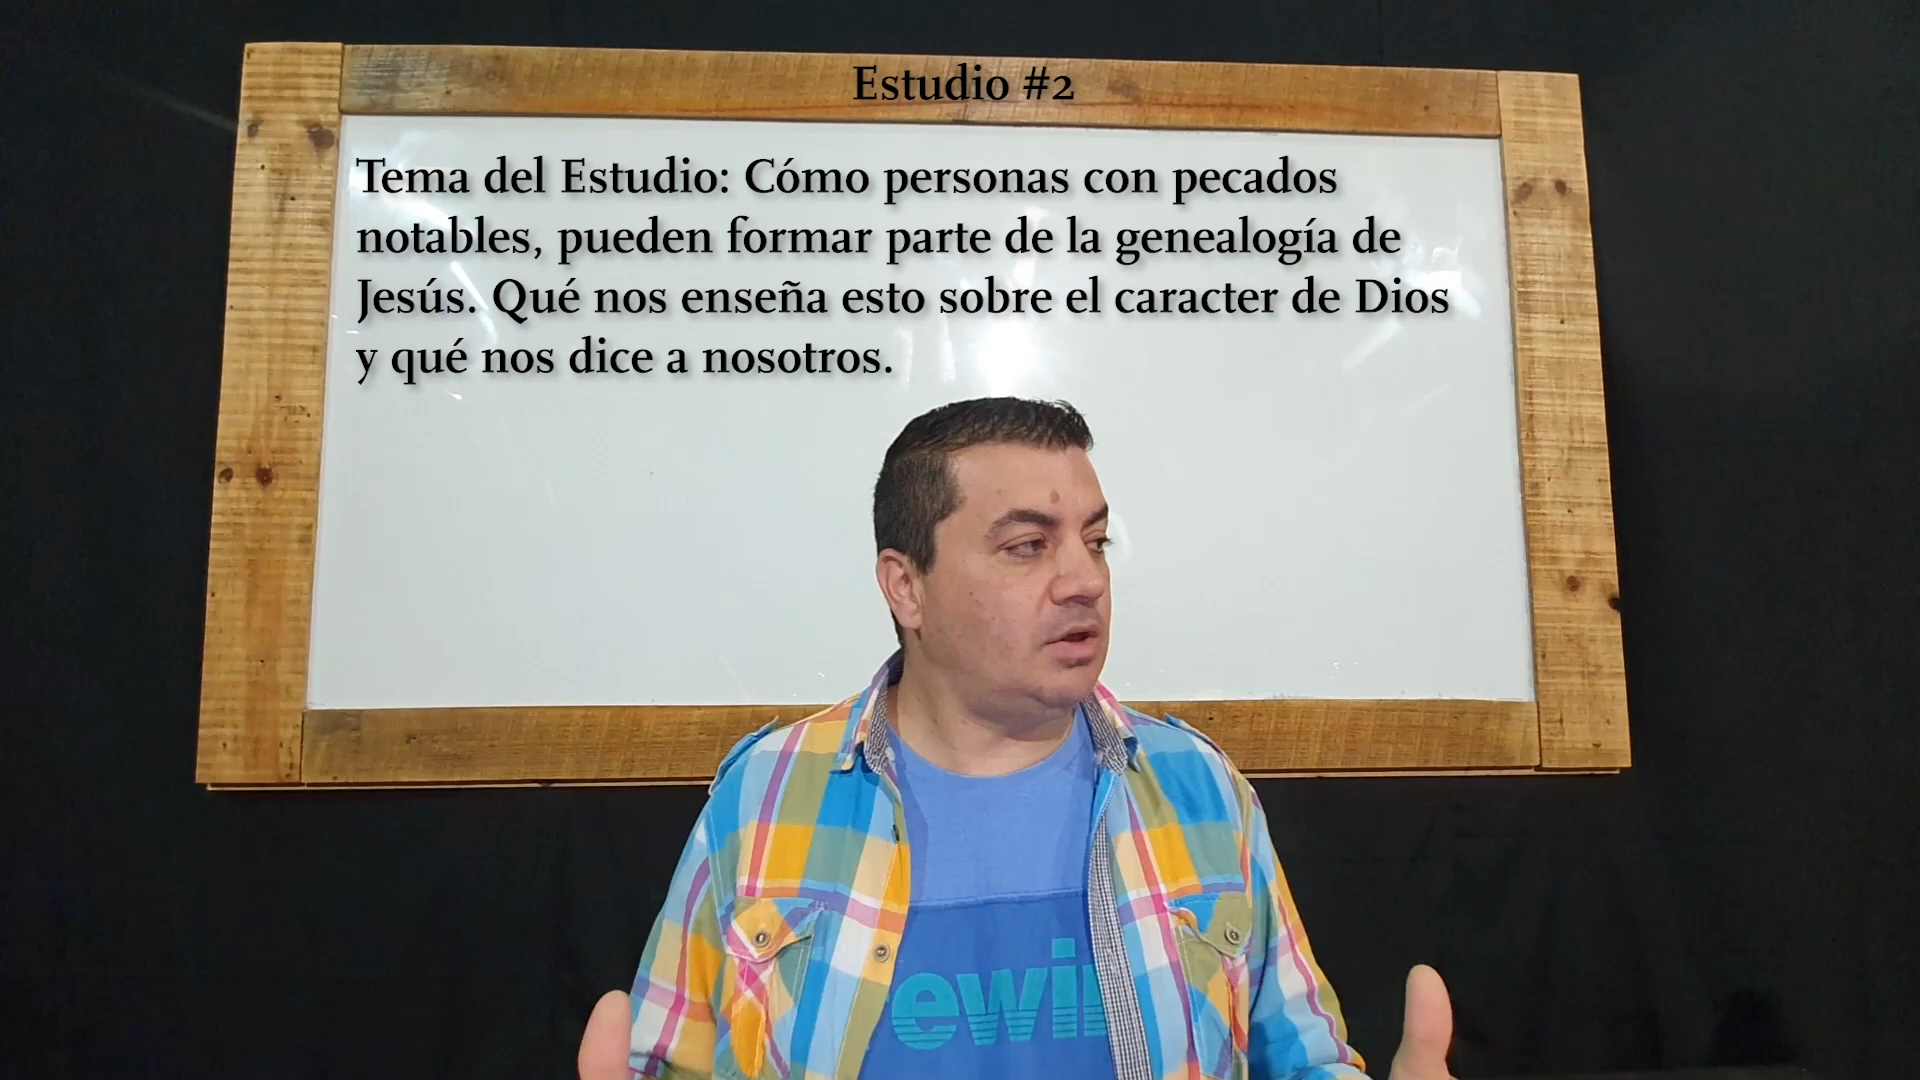 Estudio #2
Tema del Estudio: Cómo personas con pecados
notables, pueden formar parte de la genealogía de
Jesús. Qué nos enseña esto sobre el caracter de Dios
y qué nos dice a nosotros.